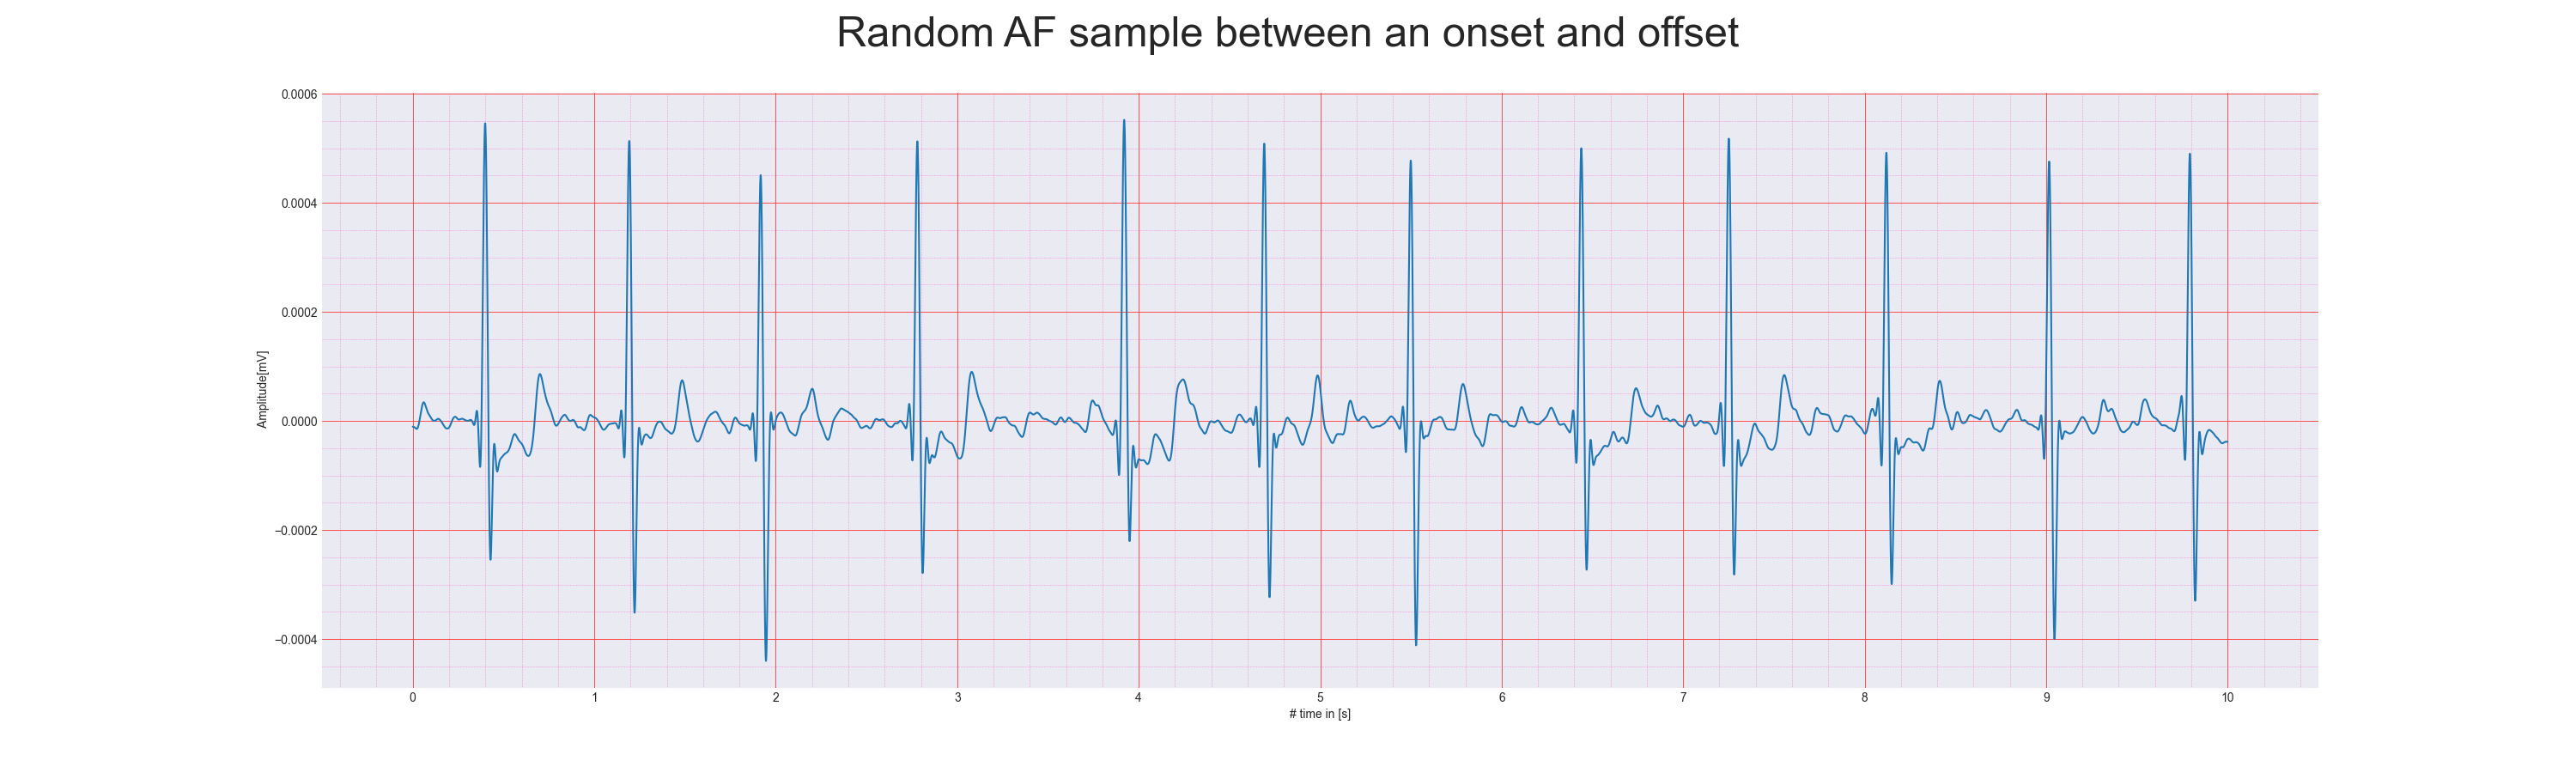 Random AF sample between an onset and offset
0.0006
0.0004
0.0002
0.0000
−0.0002
−0.0004
Amplitude[mV]
0 1 2 3 4 5 6 7 8 9 10
# time in [s]